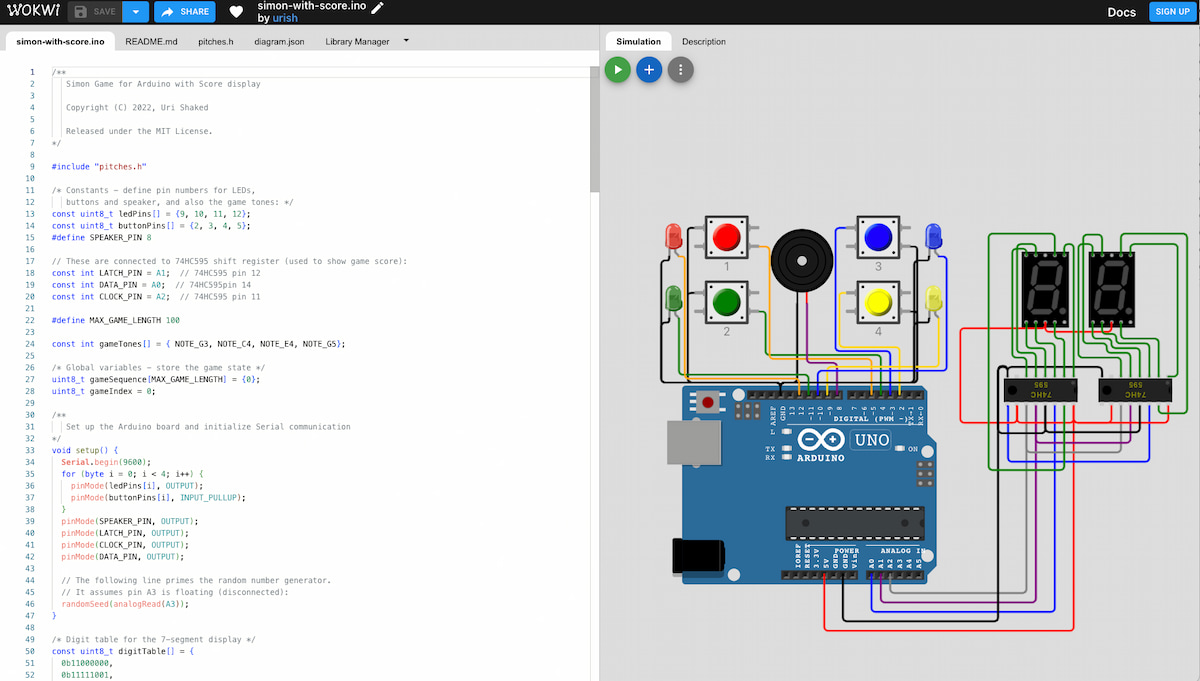 WOKWI SAVE SHARE simon-with-score.ino
by urish
Docs SIGN UP
simon-with-score.ino README.md pitches.h diagram.json Library Manager
Simulation Description
1 /**
2 Simon Game for Arduino with Score display
3
4 Copyright (C) 2022, Uri Shaked
5
6 Released under the MIT License.
7 */
8
9 #include "pitches.h"
10
11 /* Constants - define pin numbers for LEDs,
12 buttons and speaker, and also the game tones: */
13 const uint8_t ledPins[] = {9, 10, 11, 12};
14 const uint8_t buttonPins[] = {2, 3, 4, 5};
15 #define SPEAKER_PIN 8
16
17 // These are connected to 74HC595 shift register (used to show game score):
18 const int LATCH_PIN = A1;  // 74HC595 pin 12
19 const int DATA_PIN = A0;  // 74HC595pin 14
20 const int CLOCK_PIN = A2;  // 74HC595 pin 11
21
22 #define MAX_GAME_LENGTH 100
23
24 const int gameTones[] = { NOTE_G3, NOTE_C4, NOTE_E4, NOTE_G5};
25
26 /* Global variables - store the game state */
27 uint8_t gameSequence[MAX_GAME_LENGTH] = {0};
28 uint8_t gameIndex = 0;
29
30 /**
31 Set up the Arduino board and initialize Serial communication
32 */
33 void setup() {
34 Serial.begin(9600);
35 for (byte i = 0; i < 4; i++) {
36 pinMode(ledPins[i], OUTPUT);
37 pinMode(buttonPins[i], INPUT_PULLUP);
38 }
39 pinMode(SPEAKER_PIN, OUTPUT);
40 pinMode(LATCH_PIN, OUTPUT);
41 pinMode(CLOCK_PIN, OUTPUT);
42 pinMode(DATA_PIN, OUTPUT);
43
44 // The following line primes the random number generator.
45 // It assumes pin A3 is floating (disconnected):
46 randomSeed(analogRead(A3));
47 }
48
49 /* Digit table for the 7-segment display */
50 const uint8_t digitTable[] = {
51 0b11000000,
52 0b11111001,
1
3
2
4
74HC
595
74HC
595
AREF GND 13 12 ~11 ~10 ~9 8 7 ~6 ~5 4 ~3 2 TX→1 RX←0
DIGITAL (PWM ~)
L
TX
RX
UNO
ON
ARDUINO
IOREF RESET 3.3V 5V GND GND Vin A0 A1 A2 A3 A4 A5
POWER
ANALOG IN